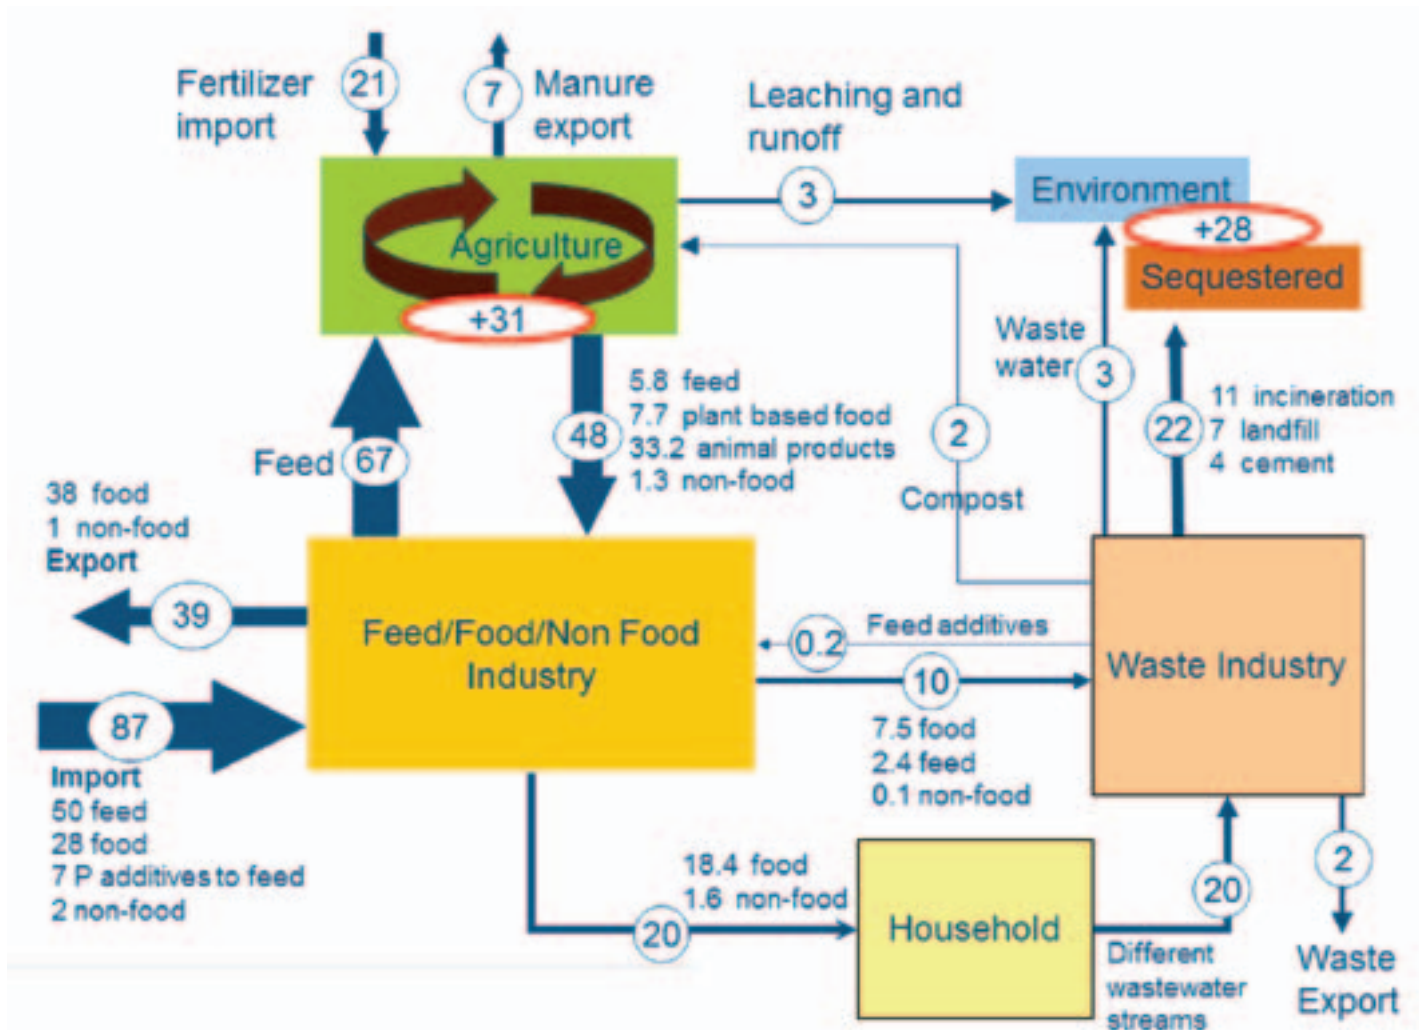 Fertilizer
import
21
7
Manure
export
Leaching and
runoff
3
Environment
+28
Sequestered
Agriculture
+31
Waste
water
3
5.8 feed
7.7 plant based food
33.2 animal products
1.3 non-food
48
2
Compost
22
11 incineration
7 landfill
4 cement
Feed
67
38 food
1 non-food
Export
39
Feed/Food/Non Food
Industry
Feed additives
0.2
10
7.5 food
2.4 feed
0.1 non-food
Waste Industry
87
Import
50 feed
28 food
7 P additives to feed
2 non-food
18.4 food
1.6 non-food
20
Household
20
Different
wastewater
streams
2
Waste
Export